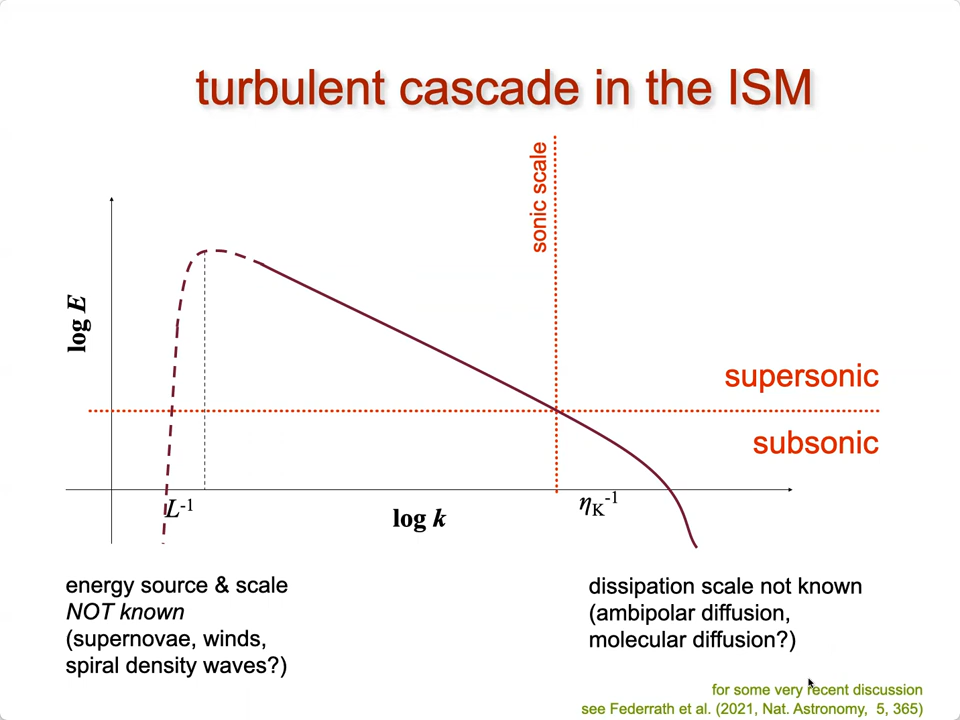 turbulent cascade in the ISM
sonic scale
log E
supersonic
subsonic
L⁻¹
log k
ηK⁻¹
energy source & scale
NOT known
(supernovae, winds,
spiral density waves?)
dissipation scale not known
(ambipolar diffusion,
molecular diffusion?)
for some very recent discussion
see Federrath et al. (2021, Nat. Astronomy, 5, 365)